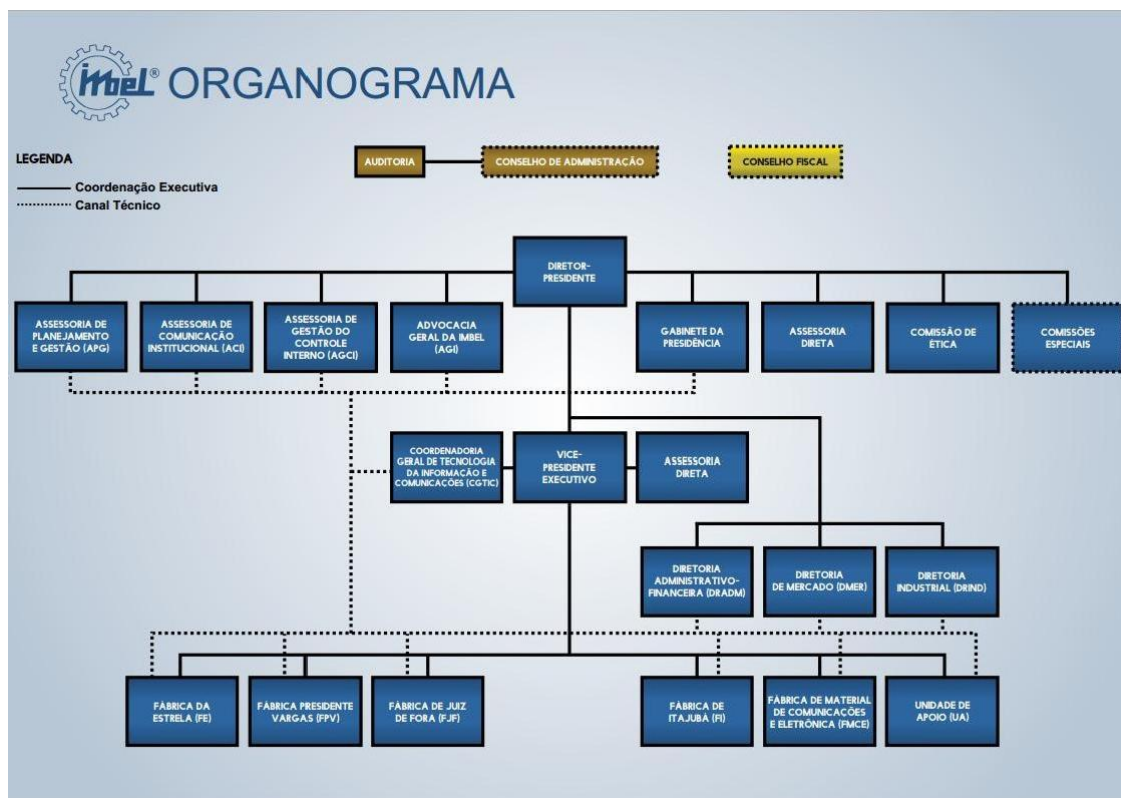 imbel® ORGANOGRAMA
LEGENDA
Coordenação Executiva
Canal Técnico
AUDITORIA
CONSELHO DE ADMINISTRAÇÃO
CONSELHO FISCAL
DIRETOR-
PRESIDENTE
ASSESSORIA DE
PLANEJAMENTO
E GESTÃO (APG)
ASSESSORIA DE
COMUNICAÇÃO
INSTITUCIONAL (ACI)
ASSESSORIA DE
GESTÃO DO
CONTROLE
INTERNO (AGCI)
ADVOCACIA
GERAL DA IMBEL
(AGI)
GABINETE DA
PRESIDÊNCIA
ASSESSORIA
DIRETA
COMISSÃO DE
ÉTICA
COMISSÕES
ESPECIAIS
COORDENADORIA
GERAL DE TECNOLOGIA
DA INFORMAÇÃO E
COMUNICAÇÕES (CGTIC)
VICE-
PRESIDENTE
EXECUTIVO
ASSESSORIA
DIRETA
DIRETORIA
ADMINISTRATIVO-
FINANCEIRA (DRADM)
DIRETORIA
DE MERCADO (DMER)
DIRETORIA
INDUSTRIAL (DRIND)
FÁBRICA DA
ESTRELA (FE)
FÁBRICA PRESIDENTE
VARGAS (FPV)
FÁBRICA DE JUIZ
DE FORA (FJF)
FÁBRICA DE
ITAJUBÁ (FI)
FÁBRICA DE MATERIAL
DE COMUNICAÇÕES
E ELETRÔNICA (FMCE)
UNIDADE DE
APOIO (UA)